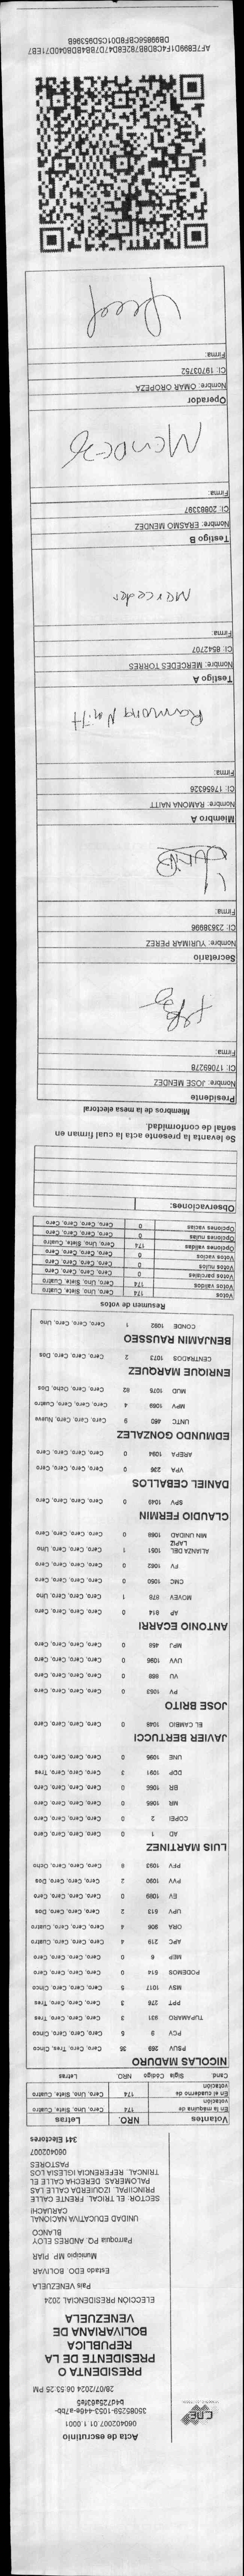 CNE
Acta de escrutinio
060402007.01.1.0001
35085259-1053-446e-a7bb-
b4d725a63fe5
28/07/2024 06:53:25 PM
PRESIDENTA O
PRESIDENTE DE LA
REPUBLICA
BOLIVARIANA DE
VENEZUELA
ELECCIÓN PRESIDENCIAL 2024
Pais VENEZUELA
Estado EDO. BOLIVAR
Municipio MP. PIAR
Parroquia PQ. ANDRES ELOY
BLANCO
UNIDAD EDUCATIVA NACIONAL
CARUACHI
SECTOR: EL TRICAL. FRENTE CALLE
PRINCIIPAL. IZQUIERDA CALLE LAS
PALOMERAS. DERECHA CALLE EL
TRINCAL. REFERENCIA IGLESIA LOS
PASTORES
060402007
341 Electores
Votantes NRO. Letras
En la máquina de votación 174 Cero, Uno, Siete, Cuatro
En el cuaderno de votación 174 Cero, Uno, Siete, Cuatro
Cand. Sigla Código NRO. Letras
NICOLAS MADURO
PSUV 269 35 Cero, Cero, Tres, Cinco
PCV 9 5 Cero, Cero, Cero, Cinco
TUPAMARO 931 3 Cero, Cero, Cero, Tres
PPT 276 3 Cero, Cero, Cero, Tres
MSV 1017 5 Cero, Cero, Cero, Cinco
PODEMOS 514 0 Cero, Cero, Cero, Cero
MEP 6 0 Cero, Cero, Cero, Cero
APC 219 4 Cero, Cero, Cero, Cuatro
ORA 906 4 Cero, Cero, Cero, Cuatro
UPV 513 2 Cero, Cero, Cero, Dos
EV 1089 0 Cero, Cero, Cero, Cero
PVV 1090 2 Cero, Cero, Cero, Dos
PFV 1093 8 Cero, Cero, Cero, Ocho
LUIS MARTINEZ
AD 1 0 Cero, Cero, Cero, Cero
COPEI 2 0 Cero, Cero, Cero, Cero
MR 1065 0 Cero, Cero, Cero, Cero
BR 1066 0 Cero, Cero, Cero, Cero
DDP 1091 3 Cero, Cero, Cero, Tres
UNE 1095 0 Cero, Cero, Cero, Cero
JAVIER BERTUCCI
EL CAMBIO 1048 0 Cero, Cero, Cero, Cero
JOSE BRITO
PV 1053 0 Cero, Cero, Cero, Cero
VU 868 0 Cero, Cero, Cero, Cero
UVV 1096 0 Cero, Cero, Cero, Cero
MPJ 458 0 Cero, Cero, Cero, Cero
ANTONIO ECARRI
AP 814 0 Cero, Cero, Cero, Cero
MOVEV 878 1 Cero, Cero, Cero, Uno
CMC 1050 0 Cero, Cero, Cero, Cero
FV 1062 0 Cero, Cero, Cero, Cero
ALIANZA DEL LAPIZ 1051 1 Cero, Cero, Cero, Uno
MIN UNIDAD 1068 0 Cero, Cero, Cero, Cero
CLAUDIO FERMIN
SPV 1049 0 Cero, Cero, Cero, Cero
DANIEL CEBALLOS
VPA 236 0 Cero, Cero, Cero, Cero
AREPA 1094 0 Cero, Cero, Cero, Cero
EDMUNDO GONZALEZ
UNTC 460 9 Cero, Cero, Cero, Nueve
MPV 1069 4 Cero, Cero, Cero, Cuatro
MUD 1075 82 Cero, Cero, Ocho, Dos
ENRIQUE MARQUEZ
CENTRADOS 1073 2 Cero, Cero, Cero, Dos
BENJAMIN RAUSSEO
CONDE 1092 1 Cero, Cero, Cero, Uno
Resumen de votos
Votos 174 Cero, Uno, Siete, Cuatro
Votos validos 174 Cero, Uno, Siete, Cuatro
Votos parciales 0 Cero, Cero, Cero, Cero
Votos nulos 0 Cero, Cero, Cero, Cero
Votos vacios 0 Cero, Cero, Cero, Cero
Opciones validas 174 Cero, Uno, Siete, Cuatro
Opciones nulas 0 Cero, Cero, Cero, Cero
Opciones vacias 0 Cero, Cero, Cero, Cero
Observaciones:
Se levanta la presente acta la cual firman en
señal de conformidad.
Miembros de la mesa electoral
Presidente
Nombre: JOSE MENDEZ
CI: 17069278
Firma:
Secretario
Nombre: YURIMAR PEREZ
CI: 23638996
Firma:
Miembro A
Nombre: RAMONA NAITT
CI: 17656326
Firma:
Ramona Naitt
Testigo A
Nombre: MERCEDES TORRES
CI: 8542707
Firma:
Mercedes
Testigo B
Nombre: ERASMO MENDEZ
CI: 20883397
Firma:
MENDEZ
Operador
Nombre: OMAR OROPEZA
CI: 19703752
Firma:
AF7E899D1F4C8D8B782E8D47D7BB4BDB040D71EB7
DB99856CBF8D01C5D95396B